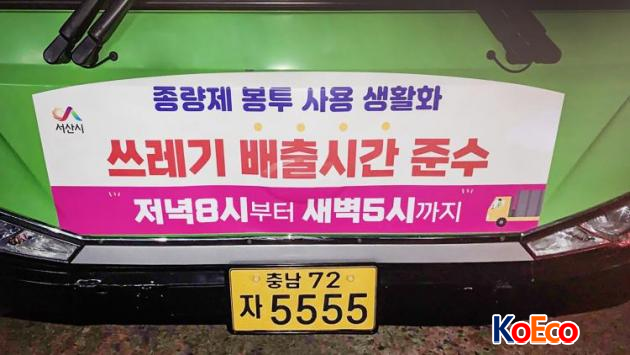 종량제 봉투 사용 생활화
서산시
쓰레기 배출시간 준수
"저녁8시부터 새벽5시까지"
충남 72
자 5555
KoEco